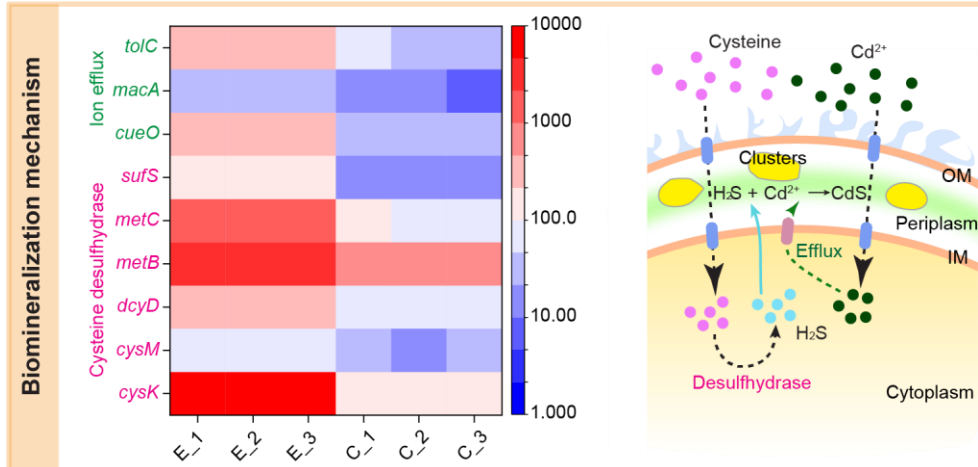 Biomineralization mechanism
Ion efflux
Cysteine desulfhydrase
tolC
macA
cueO
sufS
metC
metB
dcyD
cysM
cysK
E_1
E_2
E_3
C_1
C_2
C_3
10000
1000
100.0
10.00
1.000
Cysteine
Cd²⁺
Clusters
OM
H₂S + Cd²⁺ →CdS
Periplasm
Efflux
IM
H₂S
Desulfhydrase
Cytoplasm